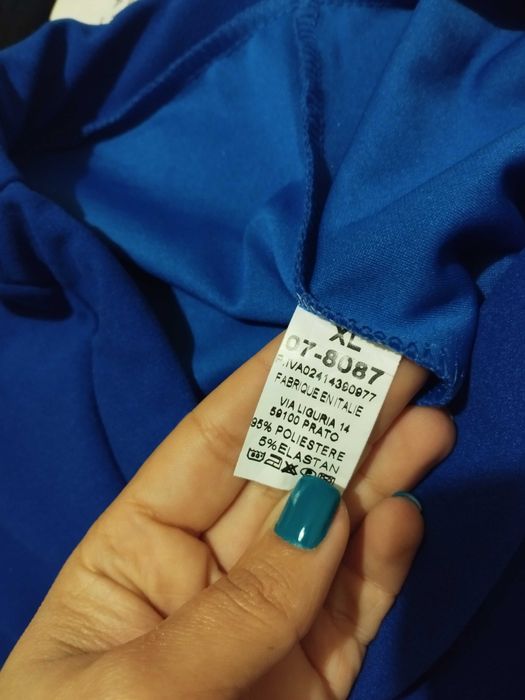 XL
07-8087
P.IVA02414390977
FABRIQUE EN ITALIE
VIA LIGURIA 14
59100 PRATO
95% POLIESTERE
5%ELASTAN